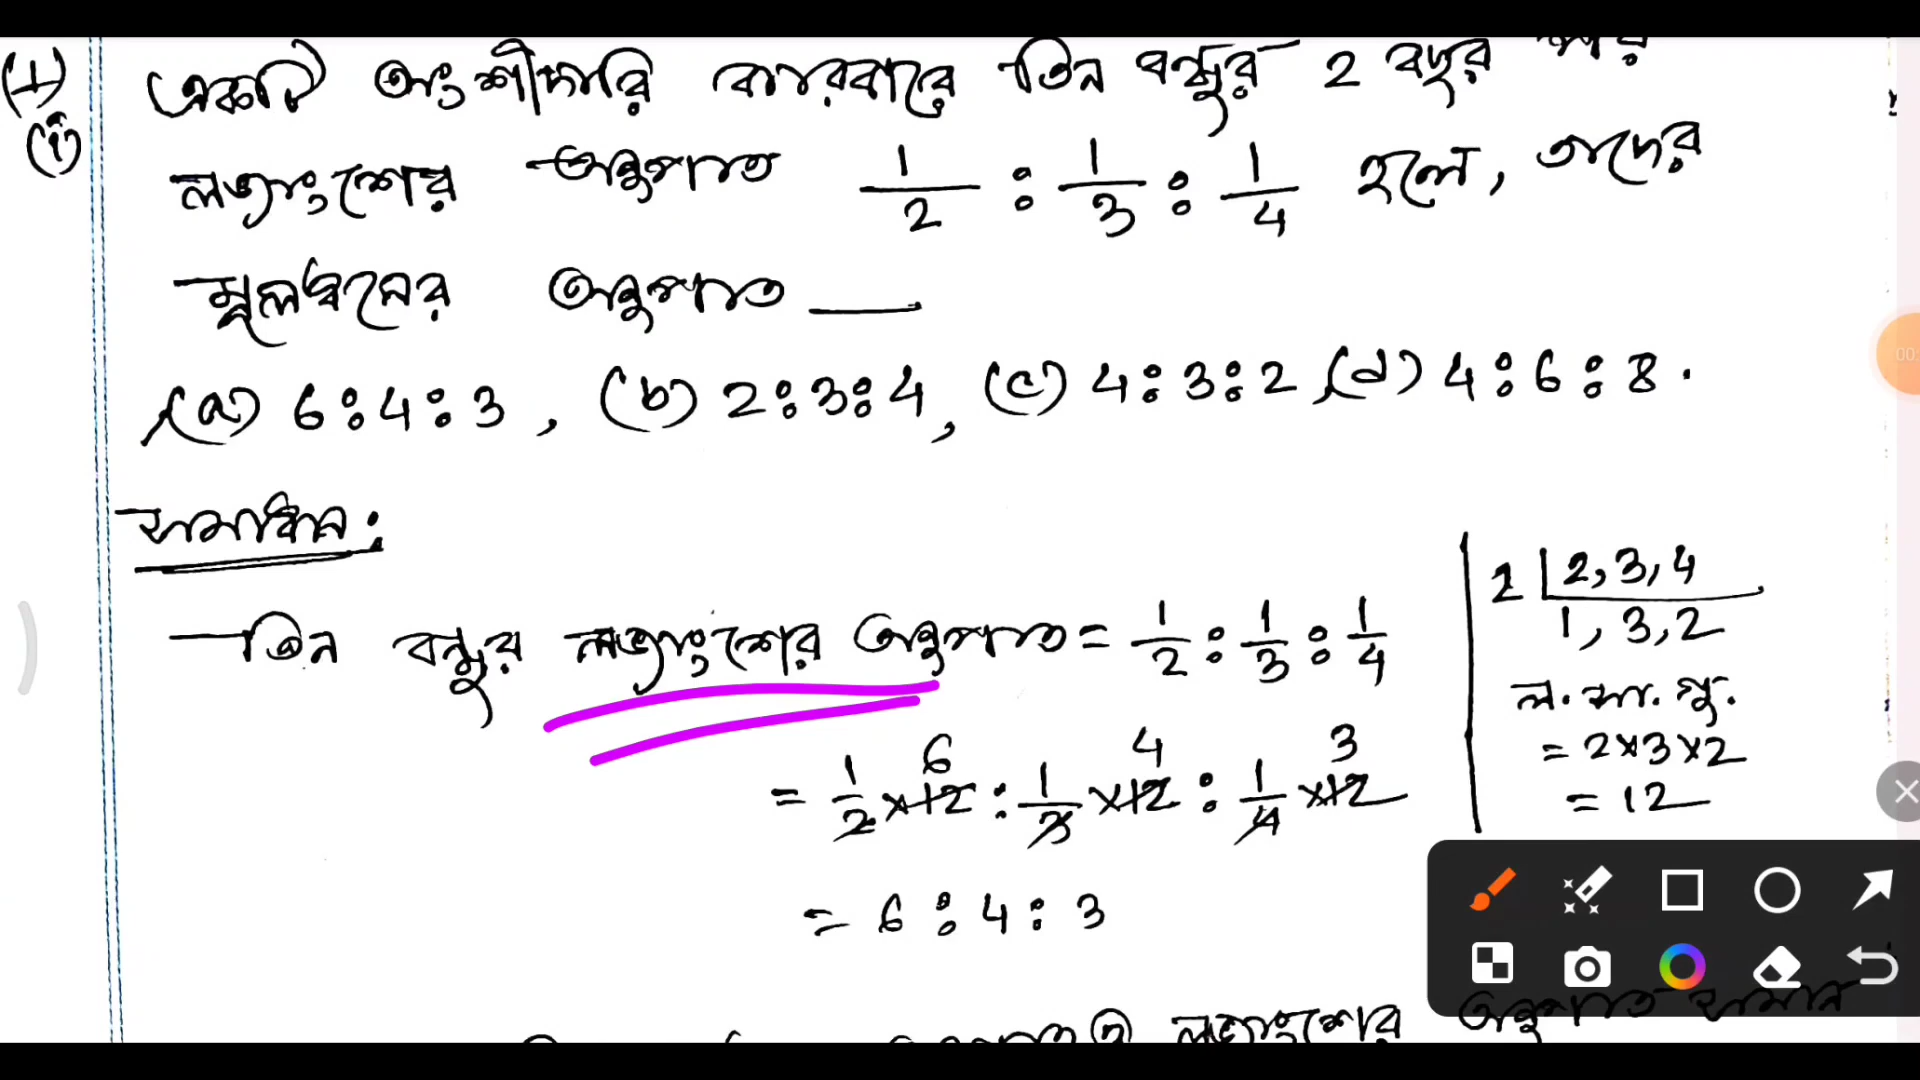 (1) একটি অংশীদারি কারবারে তিন বন্ধুর 2 বছর পর
(i) লভ্যাংশের অনুপাত 1/2 : 1/3 : 1/4 হলে, তাদের
মূলধনের অনুপাত ___
(a) 6:4:3, (b) 2:3:4, (c) 4:3:2 (d) 4:6:8.
সমাধান:
তিন বন্ধুর লভ্যাংশের অনুপাত = 1/2 : 1/3 : 1/4
= 1/2 ×12 6 : 1/3 ×12 4 : 1/4 ×12 3
= 6 : 4 : 3
2 | 2, 3, 4
1, 3, 2
ল. সা. গু.
= 2×3×2
= 12
লভ্যাংশের অনুপাত সমান
00: